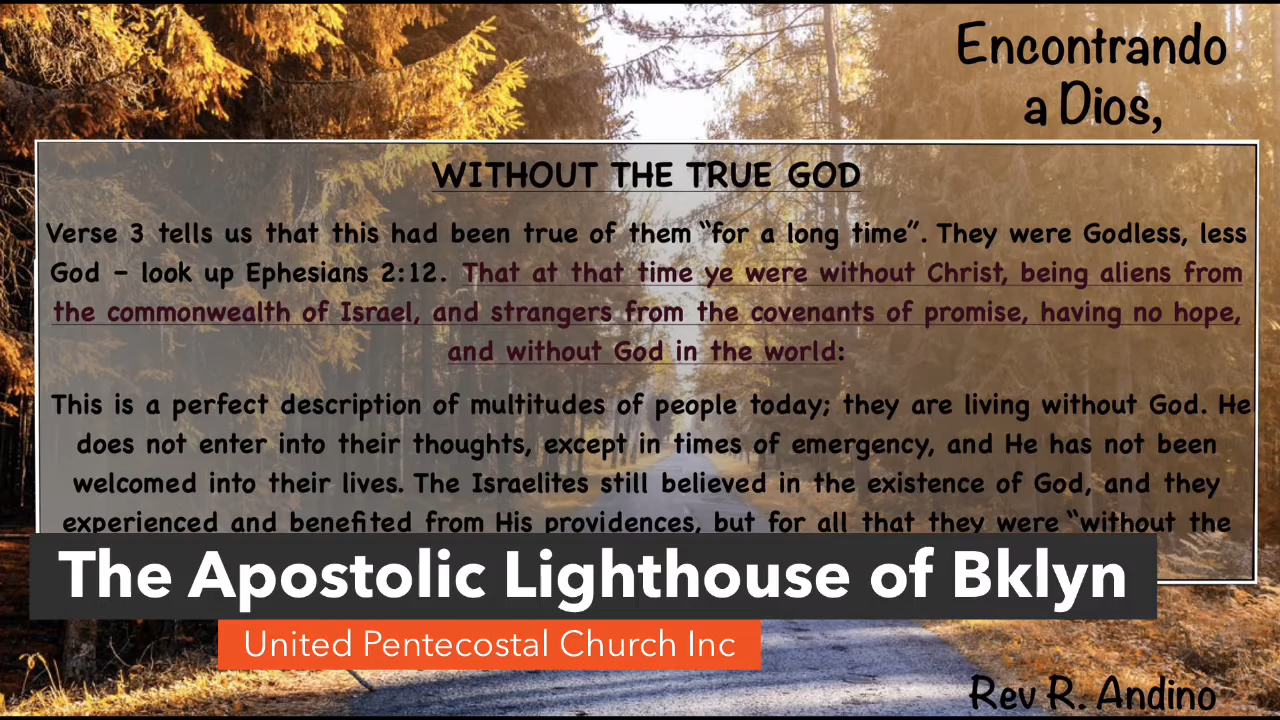 Encontrando
a Dios,
WITHOUT THE TRUE GOD
Verse 3 tells us that this had been true of them “for a long time”. They were Godless, less
God – look up Ephesians 2:12. That at that time ye were without Christ, being aliens from
the commonwealth of Israel, and strangers from the covenants of promise, having no hope,
and without God in the world:
This is a perfect description of multitudes of people today; they are living without God. He
does not enter into their thoughts, except in times of emergency, and He has not been
welcomed into their lives. The Israelites still believed in the existence of God, and they
experienced and benefited from His providences, but for all that they were “without the
The Apostolic Lighthouse of Bklyn
United Pentecostal Church Inc
Rev R. Andino